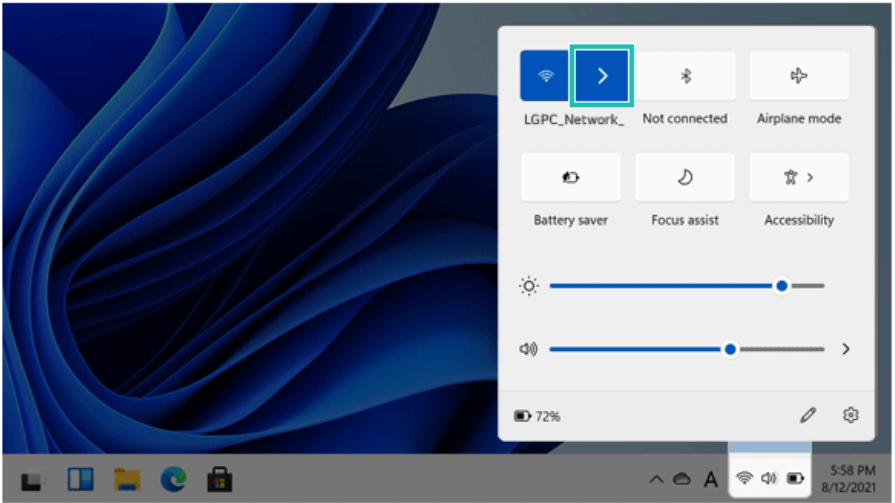 LGPC_Network_ Not connected Airplane mode
Battery saver Focus assist Accessibility
72%
A 5:58 PM
8/12/2021